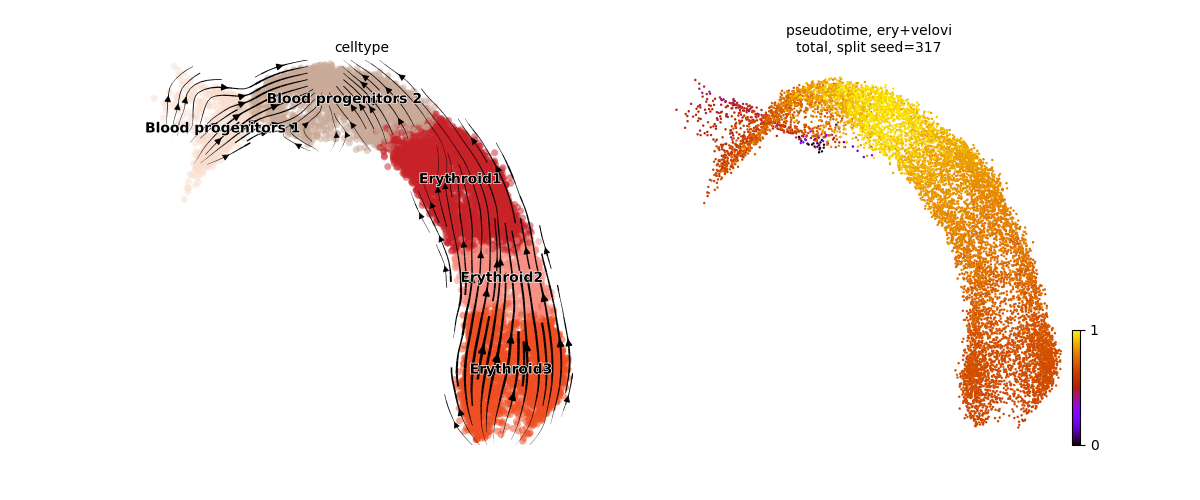 celltype
Blood progenitors 2
Blood progenitors 1
Erythroid1
Erythroid2
Erythroid3
pseudotime, ery+velovi
total, split seed=317
1
0